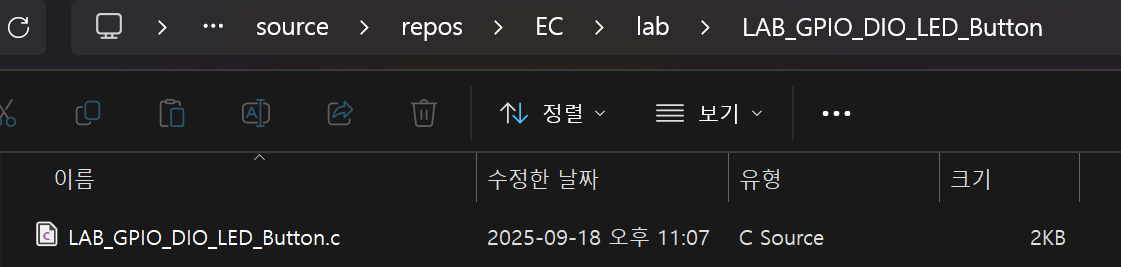 source > repos > EC > lab > LAB_GPIO_DIO_LED_Button
정렬 보기
이름 수정한 날짜 유형 크기
LAB_GPIO_DIO_LED_Button.c 2025-09-18 오후 11:07 C Source 2KB